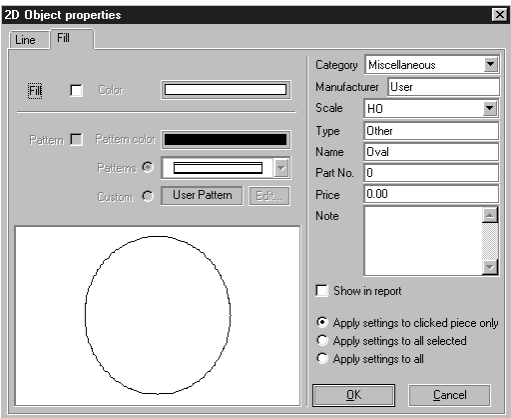 2D Object properties
Line Fill
Fill Color
Pattern Pattern color
Patterns
Custom User Pattern Edit...
Category Miscellaneous
Manufacturer User
Scale HO
Type Other
Name Oval
Part No. 0
Price 0.00
Note
Show in report
Apply settings to clicked piece only
Apply settings to all selected
Apply settings to all
OK Cancel